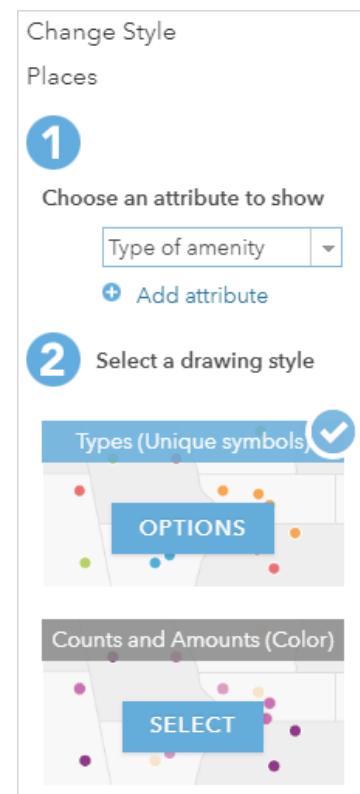 Change Style
Places
1
Choose an attribute to show
Type of amenity
Add attribute
2 Select a drawing style
Types (Unique symbols)
OPTIONS
Counts and Amounts (Color)
SELECT